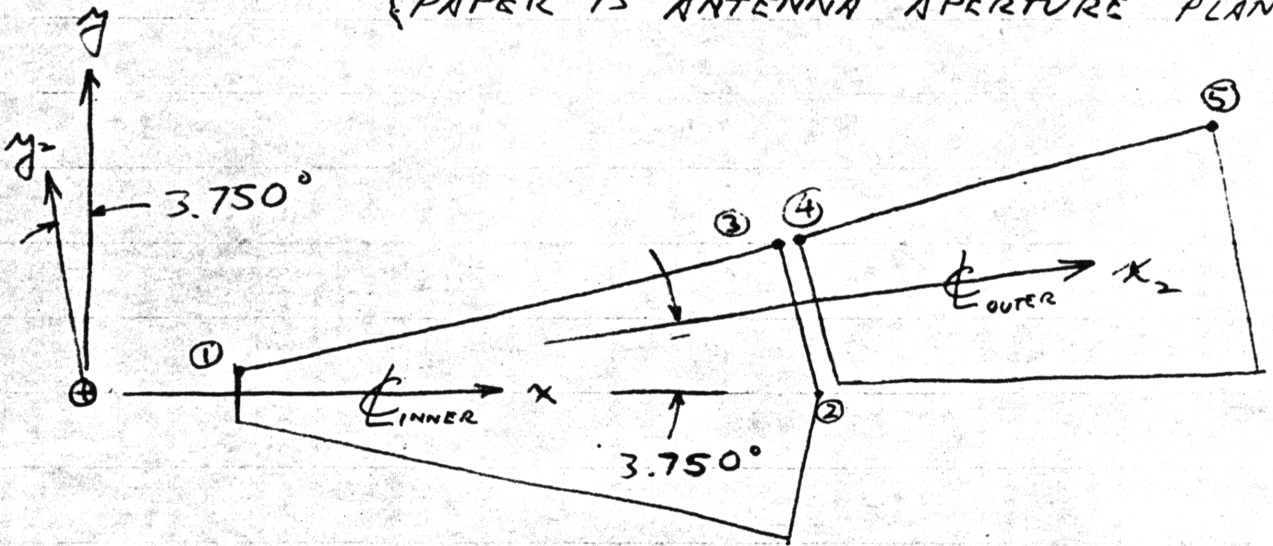 {PAPER IS ANTENNA APERTURE PLAN
y
y2
3.750°
①
③
④
⑤
℄ OUTER
x2
℄ INNER
x
②
3.750°